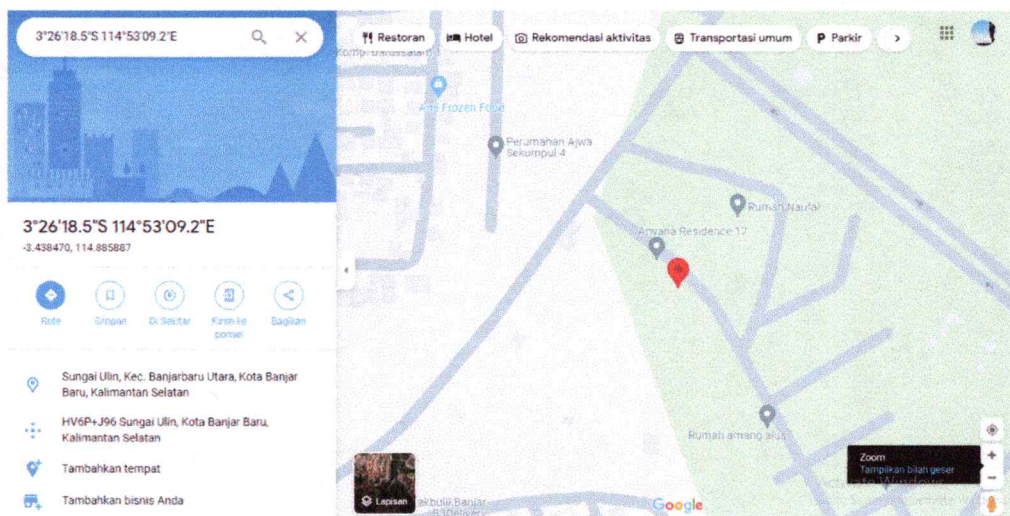 3°26'18.5"S 114°53'09.2"E
Restoran
Hotel
Rekomendasi aktivitas
Transportasi umum
P Parkir
Komp. Darussalam
Frozen Food
Perumahan Ajwa
Sekumpul 4
Rumah Naufal
Residence 17
3°26'18.5"S 114°53'09.2"E
-3.438470, 114.885887
Rute
Simpan
Di Sekitar
Kirim ke
ponsel
Bagikan
Sungai Ulin, Kec. Banjarbaru Utara, Kota Banjar
Baru, Kalimantan Selatan
HV6P+J96 Sungai Ulin, Kota Banjar Baru,
Kalimantan Selatan
Tambahkan tempat
Tambahkan bisnis Anda
Rumah amang alus
Zoom
Tampilkan bilah geser
Lapisan
Banjar
Google
Windows